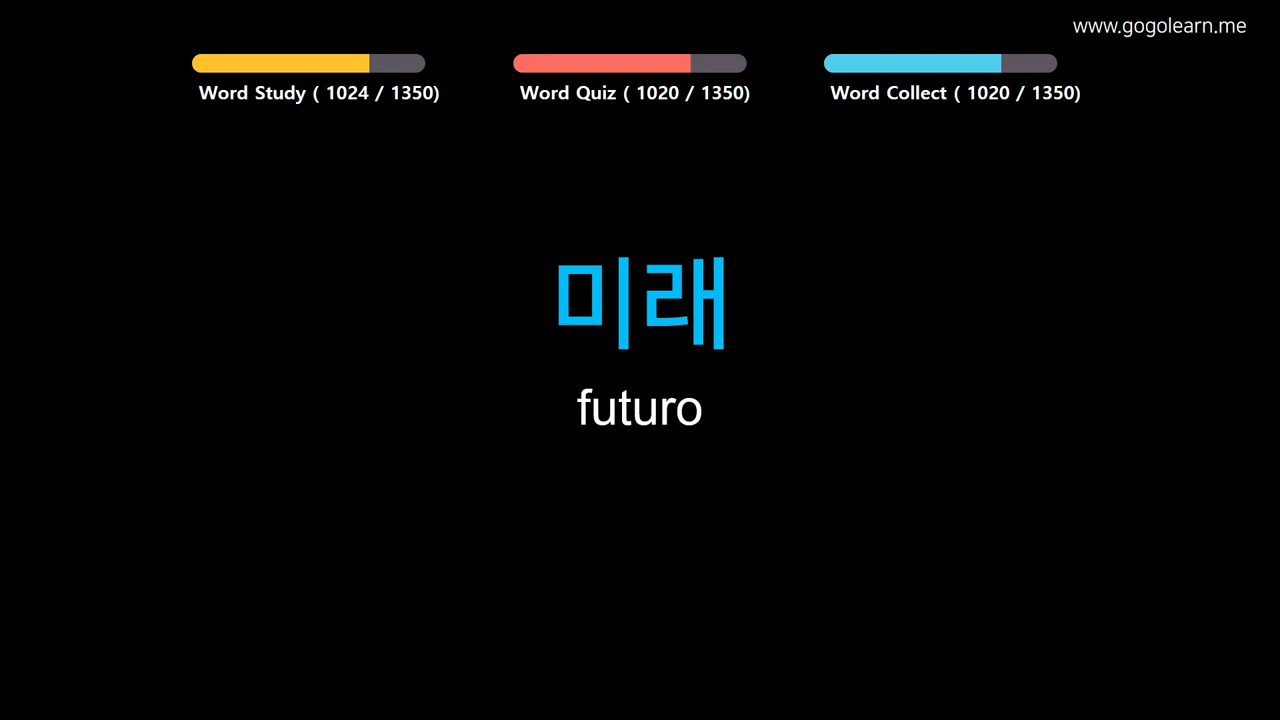 www.gogolearn.me
Word Study ( 1024 / 1350)
Word Quiz ( 1020 / 1350)
Word Collect ( 1020 / 1350)
미래
futuro